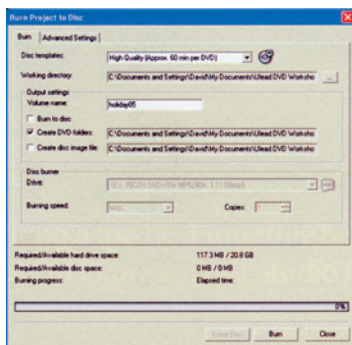 Burn Project to Disc
Burn Advanced Settings
Disc templates: High Quality (Approx. 60 min per DVD)
Working directory: C:\Documents and Settings\David\My Documents\Ulead DVD Worksho ...
Output settings
Volume name: holiday05
Burn to disc
Create DVD folders: C:\Documents and Settings\David\My Documents\Ulead DVD Worksho
Create disc image file: C:\Documents and Settings\David\My Documents\Ulead DVD Worksho
Disc burner
Drive:
Burning speed: Copies:
Required/Available hard drive space: 117.3 MB / 20.8 GB
Required/Available disc space: 0 MB / 0 MB
Burning progress: Elapsed time:
0%
Erase Disc Burn Close